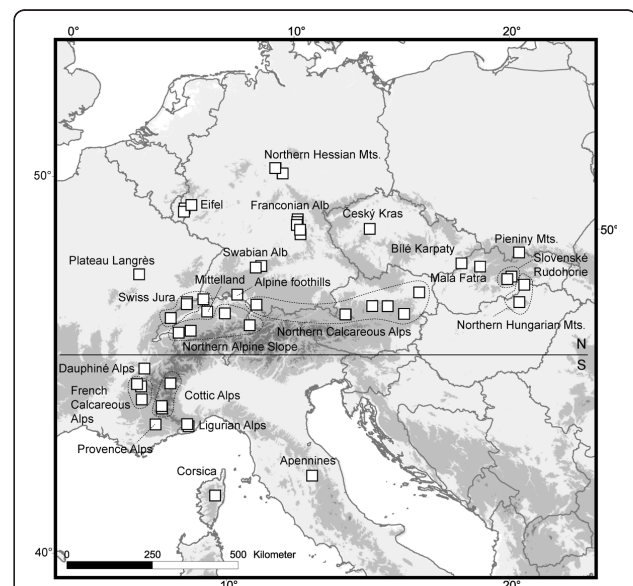 0°
10°
20°
Northern Hessian Mts.
50°
Eifel
Franconian Alb
Český Kras
50°
Bílé Karpaty
Pieniny Mts.
Swabian Alb
Slovenské
Rudohorie
Plateau Langrès
Malá Fatra
Mittelland
Alpine foothills
Swiss Jura
Northern Calcareous Alps
Northern Hungarian Mts.
Northern Alpine Slope
N
S
Dauphiné Alps
Cottic Alps
French
Calcareous
Alps
Ligurian Alps
Provence Alps
Corsica
Apennines
40°
0 250 500 Kilometer
10°
20°